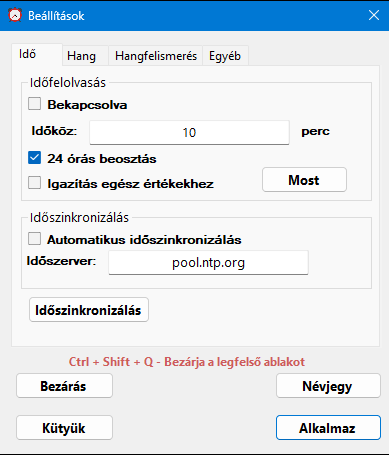 Beállítások
Idő Hang Hangfelismerés Egyéb
Időfelolvasás
Bekapcsolva
Időköz: 10 perc
24 órás beosztás
Igazítás egész értékekhez Most
Időszinkronizálás
Automatikus időszinkronizálás
Időszerver: pool.ntp.org
Időszinkronizálás
Ctrl + Shift + Q - Bezárja a legfelső ablakot
Bezárás Névjegy
Kütyük Alkalmaz